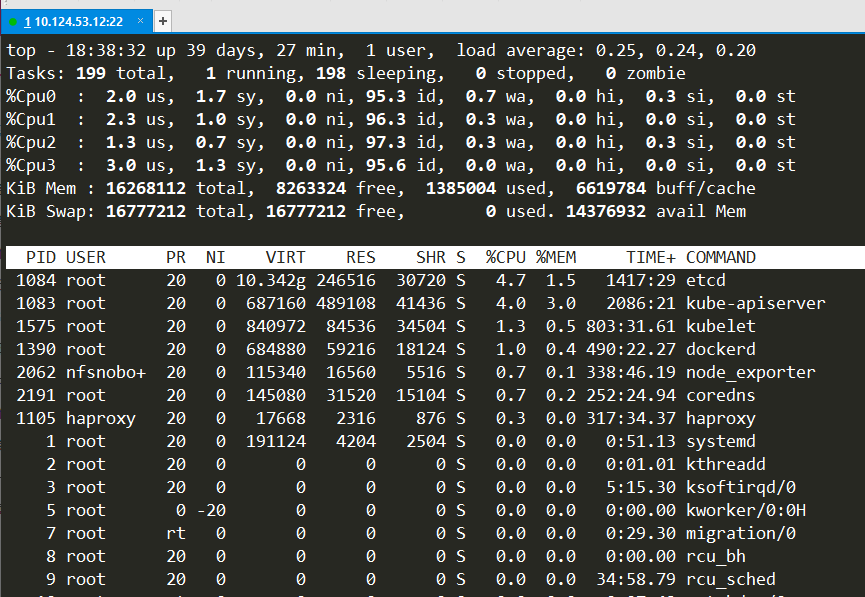 1 10.124.53.12:22 × +
top - 18:38:32 up 39 days, 27 min,  1 user,  load average: 0.25, 0.24, 0.20
Tasks: 199 total,   1 running, 198 sleeping,   0 stopped,   0 zombie
%Cpu0  :  2.0 us,  1.7 sy,  0.0 ni, 95.3 id,  0.7 wa,  0.0 hi,  0.3 si,  0.0 st
%Cpu1  :  2.3 us,  1.0 sy,  0.0 ni, 96.3 id,  0.3 wa,  0.0 hi,  0.0 si,  0.0 st
%Cpu2  :  1.3 us,  0.7 sy,  0.0 ni, 97.3 id,  0.3 wa,  0.0 hi,  0.3 si,  0.0 st
%Cpu3  :  3.0 us,  1.3 sy,  0.0 ni, 95.6 id,  0.0 wa,  0.0 hi,  0.0 si,  0.0 st
KiB Mem : 16268112 total,  8263324 free,  1385004 used,  6619784 buff/cache
KiB Swap: 16777212 total, 16777212 free,        0 used. 14376932 avail Mem
PID USER      PR  NI    VIRT    RES    SHR S  %CPU %MEM     TIME+ COMMAND
1084 root      20   0 10.342g 246516  30720 S   4.7  1.5   1417:29 etcd
1083 root      20   0  687160 489108  41436 S   4.0  3.0   2086:21 kube-apiserver
1575 root      20   0  840972  84536  34504 S   1.3  0.5 803:31.61 kubelet
1390 root      20   0  684880  59216  18124 S   1.0  0.4 490:22.27 dockerd
2062 nfsnobo+  20   0  115340  16560   5516 S   0.7  0.1 338:46.19 node_exporter
2191 root      20   0  145080  31520  15104 S   0.7  0.2 252:24.94 coredns
1105 haproxy   20   0   17668   2316    876 S   0.3  0.0 317:34.37 haproxy
1 root      20   0  191124   4204   2504 S   0.0  0.0   0:51.13 systemd
2 root      20   0       0      0      0 S   0.0  0.0   0:01.01 kthreadd
3 root      20   0       0      0      0 S   0.0  0.0   5:15.30 ksoftirqd/0
5 root       0 -20       0      0      0 S   0.0  0.0   0:00.00 kworker/0:0H
7 root      rt   0       0      0      0 S   0.0  0.0   0:29.30 migration/0
8 root      20   0       0      0      0 S   0.0  0.0   0:00.00 rcu_bh
9 root      20   0       0      0      0 S   0.0  0.0  34:58.79 rcu_sched